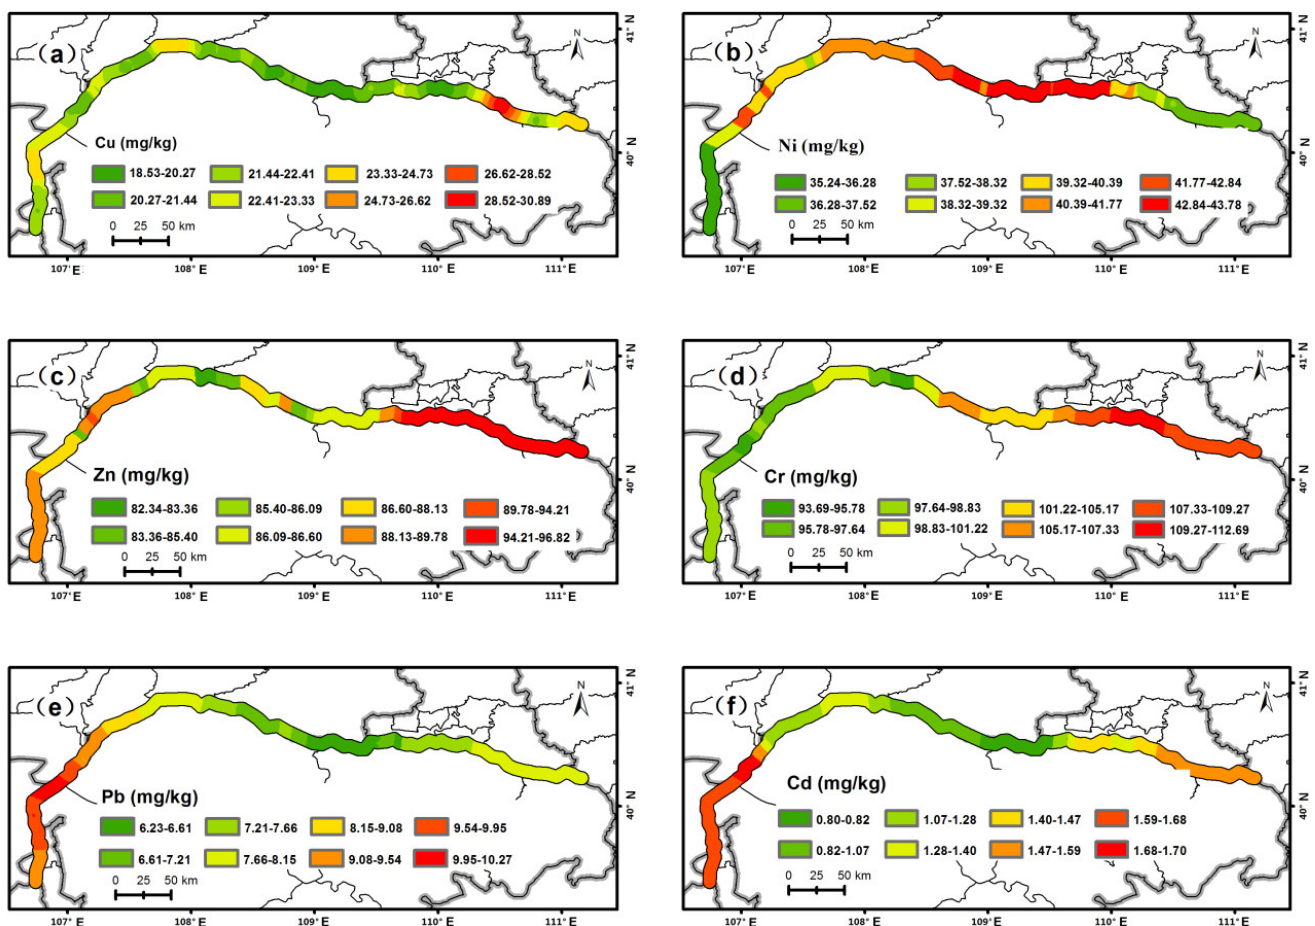 (a)
N
41° N
40° N
Cu (mg/kg)
18.53-20.27 21.44-22.41 23.33-24.73 26.62-28.52
20.27-21.44 22.41-23.33 24.73-26.62 28.52-30.89
0 25 50 km
107°E 108°E 109°E 110°E 111°E
(b)
N
41° N
40° N
Ni (mg/kg)
35.24-36.28 37.52-38.32 39.32-40.39 41.77-42.84
36.28-37.52 38.32-39.32 40.39-41.77 42.84-43.78
0 25 50 km
107°E 108°E 109°E 110°E 111°E
(c)
N
41° N
40° N
Zn (mg/kg)
82.34-83.36 85.40-86.09 86.60-88.13 89.78-94.21
83.36-85.40 86.09-86.60 88.13-89.78 94.21-96.82
0 25 50 km
107°E 108°E 109°E 110°E 111°E
(d)
N
41° N
40° N
Cr (mg/kg)
93.69-95.78 97.64-98.83 101.22-105.17 107.33-109.27
95.78-97.64 98.83-101.22 105.17-107.33 109.27-112.69
0 25 50 km
107°E 108°E 109°E 110°E 111°E
(e)
N
41° N
40° N
Pb (mg/kg)
6.23-6.61 7.21-7.66 8.15-9.08 9.54-9.95
6.61-7.21 7.66-8.15 9.08-9.54 9.95-10.27
0 25 50 km
107°E 108°E 109°E 110°E 111°E
(f)
N
41° N
40° N
Cd (mg/kg)
0.80-0.82 1.07-1.28 1.40-1.47 1.59-1.68
0.82-1.07 1.28-1.40 1.47-1.59 1.68-1.70
0 25 50 km
107°E 108°E 109°E 110°E 111°E